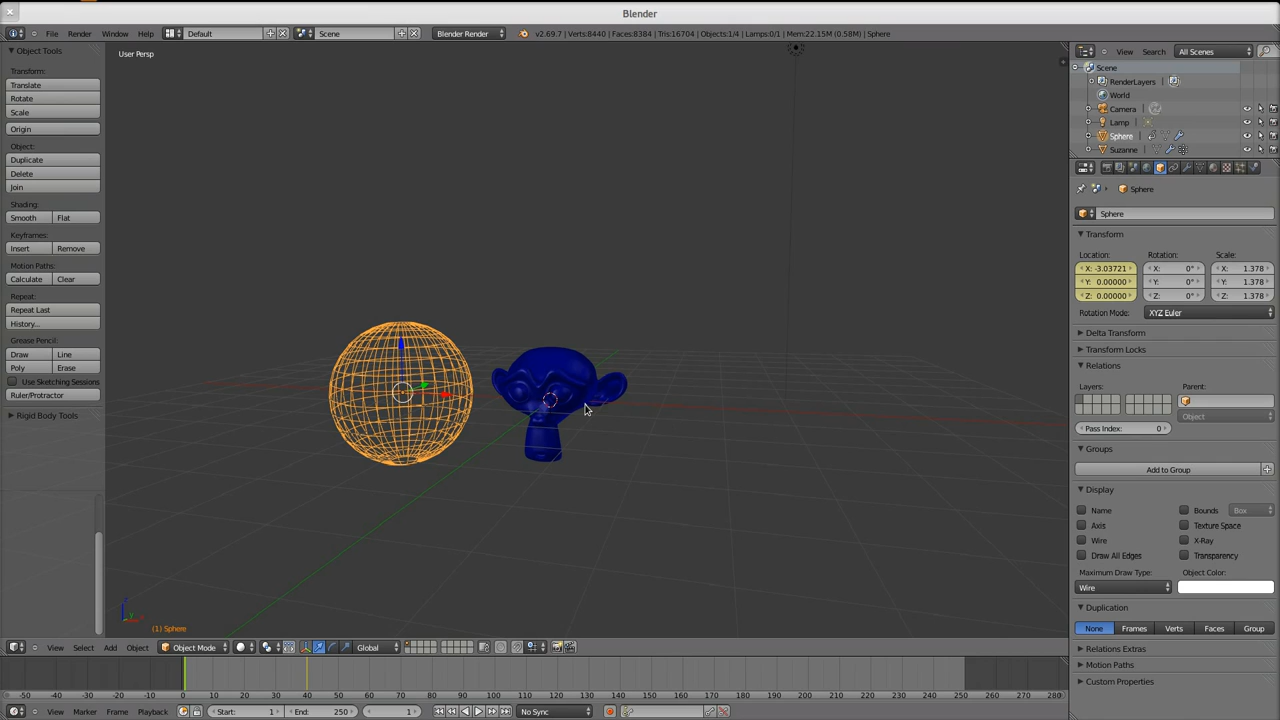 Blender
File Render Window Help Default Scene Blender Render v2.69.7 | Verts:8440 | Faces:8384 | Tris:16704 | Objects:1/4 | Lamps:0/1 | Mem:22.15M (0.58M) | Sphere
Object Tools
Transform:
Translate
Rotate
Scale
Origin
Object:
Duplicate
Delete
Join
Shading:
Smooth Flat
Keyframes:
Insert Remove
Motion Paths:
Calculate Clear
Repeat:
Repeat Last
History...
Grease Pencil:
Draw Line
Poly Erase
Use Sketching Sessions
Ruler/Protractor
Rigid Body Tools
User Persp
(1) Sphere
View Search All Scenes
Scene
RenderLayers
World
Camera
Lamp
Sphere
Suzanne
Sphere
Sphere
Transform
Location: Rotation: Scale:
X: -3.03721 X: 0° X: 1.378
Y: 0.00000 Y: 0° Y: 1.378
Z: 0.00000 Z: 0° Z: 1.378
Rotation Mode: XYZ Euler
Delta Transform
Transform Locks
Relations
Layers: Parent:
Object
Pass Index: 0
Groups
Add to Group
Display
Name Bounds Box
Axis Texture Space
Wire X-Ray
Draw All Edges Transparency
Maximum Draw Type: Object Color:
Wire
Duplication
None Frames Verts Faces Group
Relations Extras
Motion Paths
Custom Properties
View Select Add Object Object Mode Global
-50 -40 -30 -20 -10 0 10 20 30 40 50 60 70 80 90 100 110 120 130 140 150 160 170 180 190 200 210 220 230 240 250 260 270 280
View Marker Frame Playback Start: 1 End: 250 1 No Sync